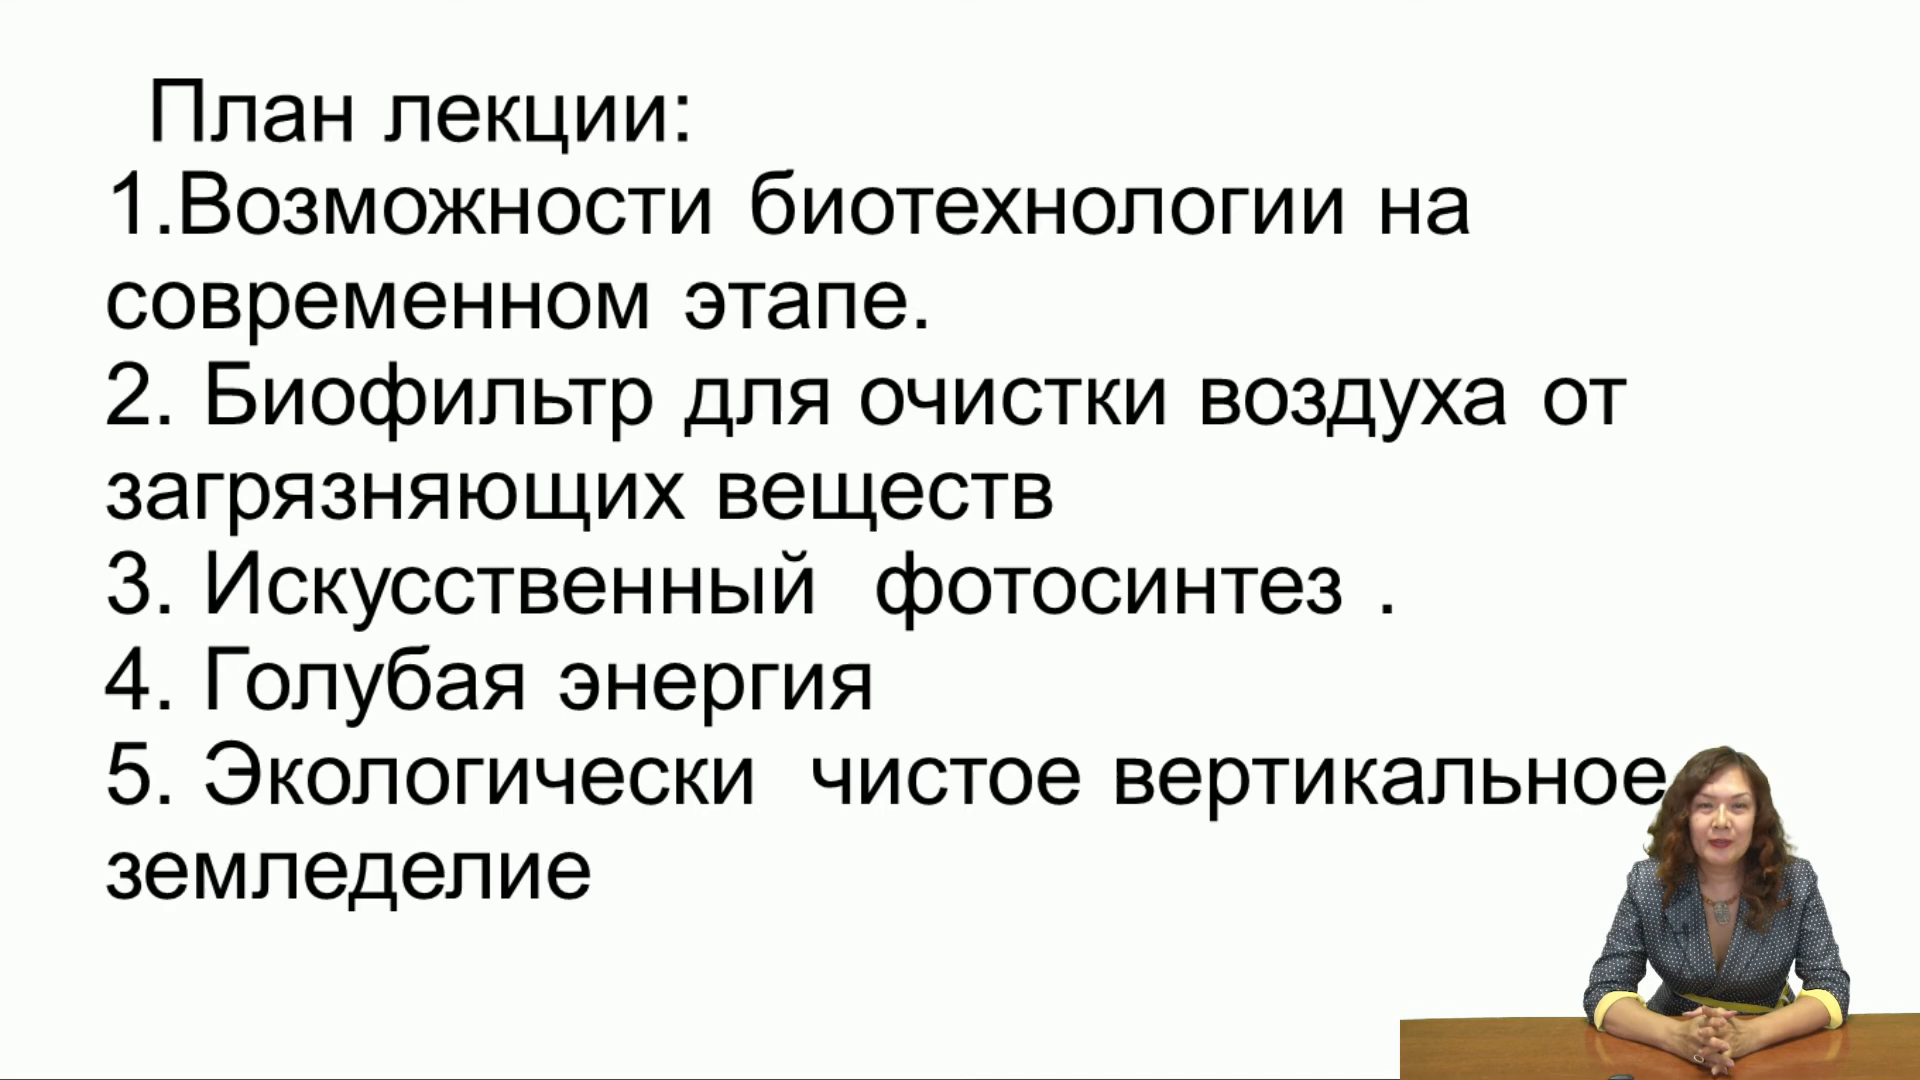 План лекции:
1.Возможности биотехнологии на
современном этапе.
2. Биофильтр для очистки воздуха от
загрязняющих веществ
3. Искусственный фотосинтез .
4. Голубая энергия
5. Экологически чистое вертикальное
земледелие